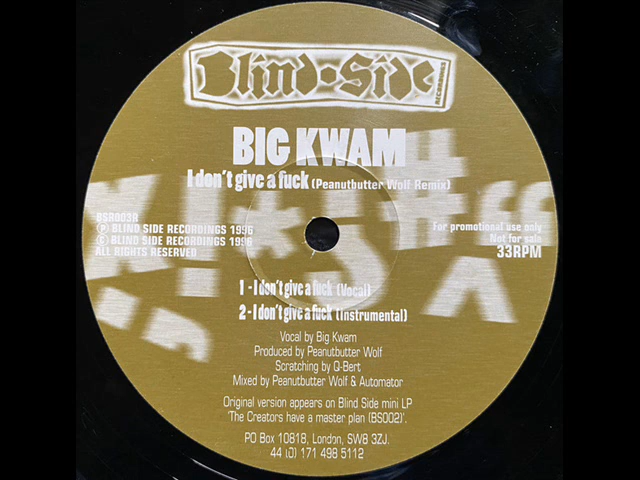 Blind·Side
RECORDINGS
BIG KWAM
I don't give a fuck (Peanutbutter Wolf Remix)
BSR003R
℗ BLIND SIDE RECORDINGS 1996
© BLIND SIDE RECORDINGS 1996
ALL RIGHTS RESERVED
For promotional use only
Not for sale
33RPM
1 - I don't give a fuck (Vocal)
2 - I don't give a fuck (Instrumental)
Vocal by Big Kwam
Produced by Peanutbutter Wolf
Scratching by Q-Bert
Mixed by Peanutbutter Wolf & Automator
Original version appears on Blind Side mini LP
'The Creators have a master plan (BS002)'.
PO Box 10818, London, SW8 3ZJ.
44 (0) 171 498 5112